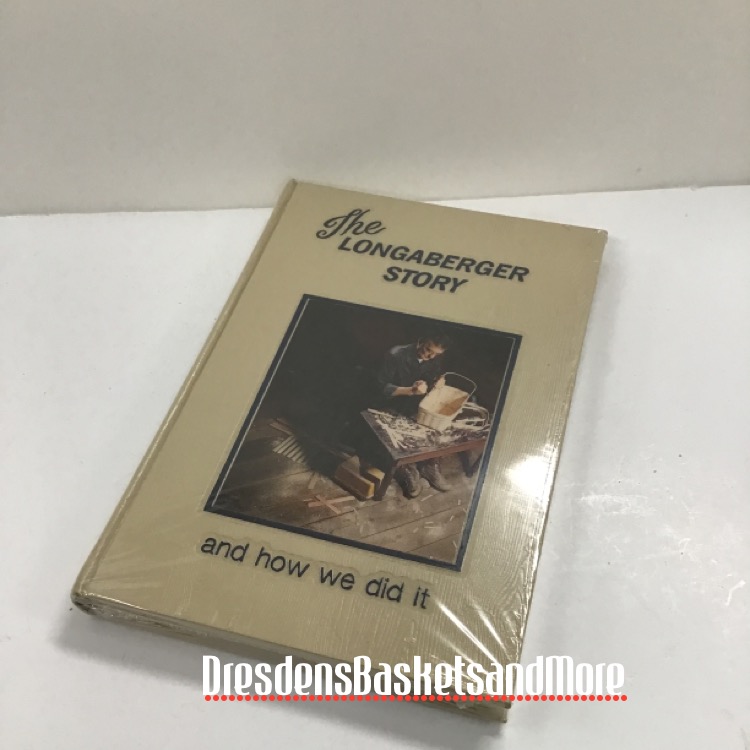 The
LONGABERGER
STORY
and how we did it
DresdensBasketsandMore